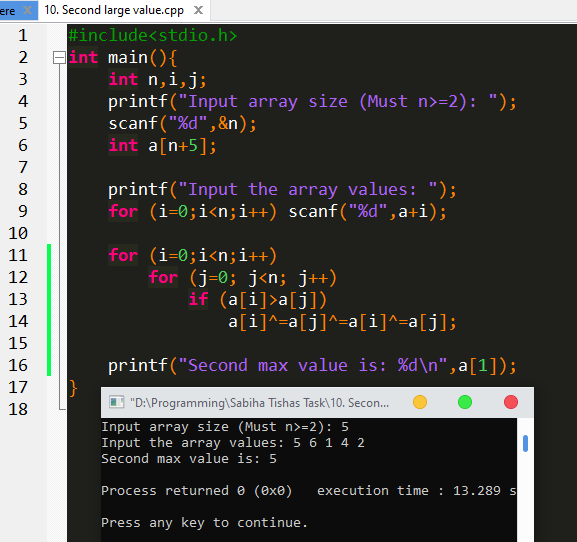 ere 10. Second large value.cpp
1 #include<stdio.h>
2 int main(){
3 int n,i,j;
4 printf("Input array size (Must n>=2): ");
5 scanf("%d",&n);
6 int a[n+5];
7
8 printf("Input the array values: ");
9 for (i=0;i<n;i++) scanf("%d",a+i);
10
11 for (i=0;i<n;i++)
12 for (j=0; j<n; j++)
13 if (a[i]>a[j])
14 a[i]^=a[j]^=a[i]^=a[j];
15
16 printf("Second max value is: %d\n",a[1]);
17 }
18
"D:\Programming\Sabiha Tishas Task\10. Secon...
Input array size (Must n>=2): 5
Input the array values: 5 6 1 4 2
Second max value is: 5
Process returned 0 (0x0) execution time : 13.289 s
Press any key to continue.